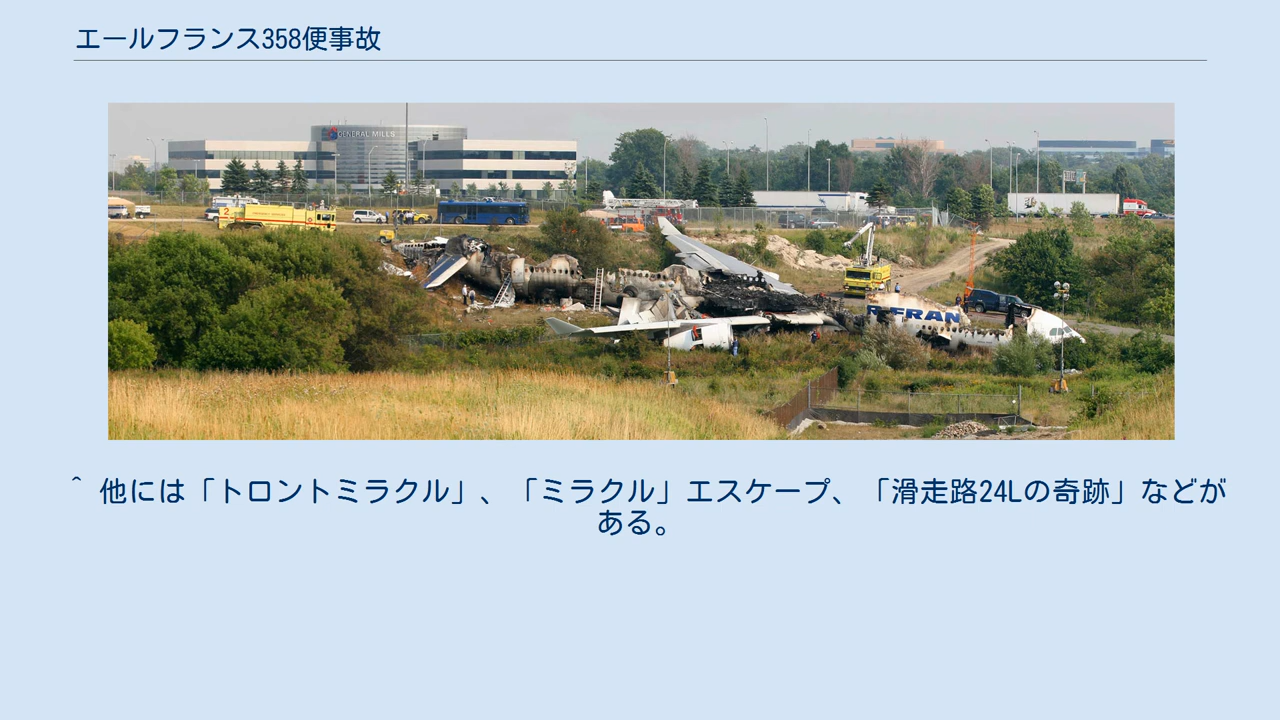 エールフランス358便事故
GENERAL MILLS
2
R FRAN
^ 他には「トロントミラクル」、「ミラクル」エスケープ、「滑走路24Lの奇跡」などが
ある。